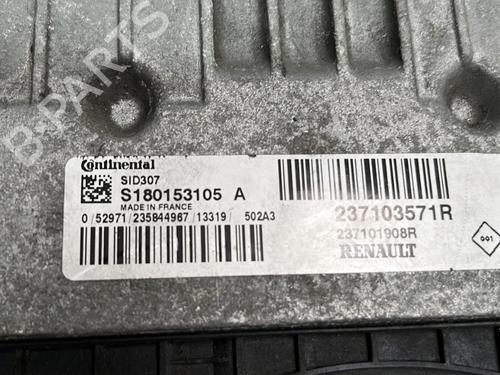 B-PARTS
Continental
SID307
S180153105 A
MADE IN FRANCE
0/52971/235844967/13319/ 502A3
237103571R
237101908R
RENAULT
001